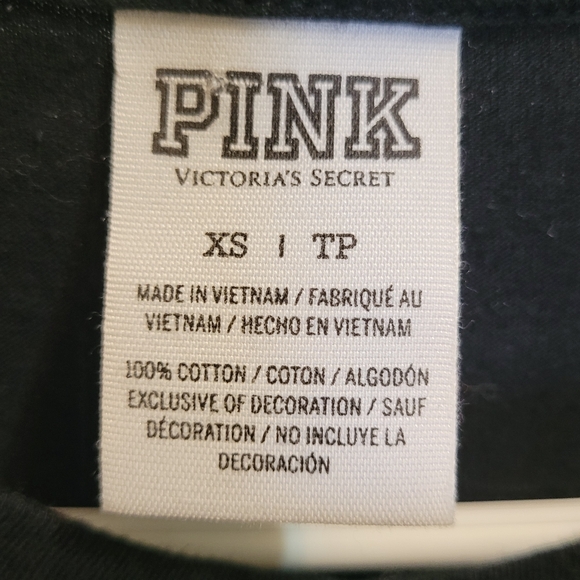 PINK
VICTORIA'S SECRET
XS | TP
MADE IN VIETNAM / FABRIQUÉ AU
VIETNAM / HECHO EN VIETNAM
100% COTTON / COTON / ALGODÓN
EXCLUSIVE OF DECORATION / SAUF
DÉCORATION / NO INCLUYE LA
DECORACIÓN